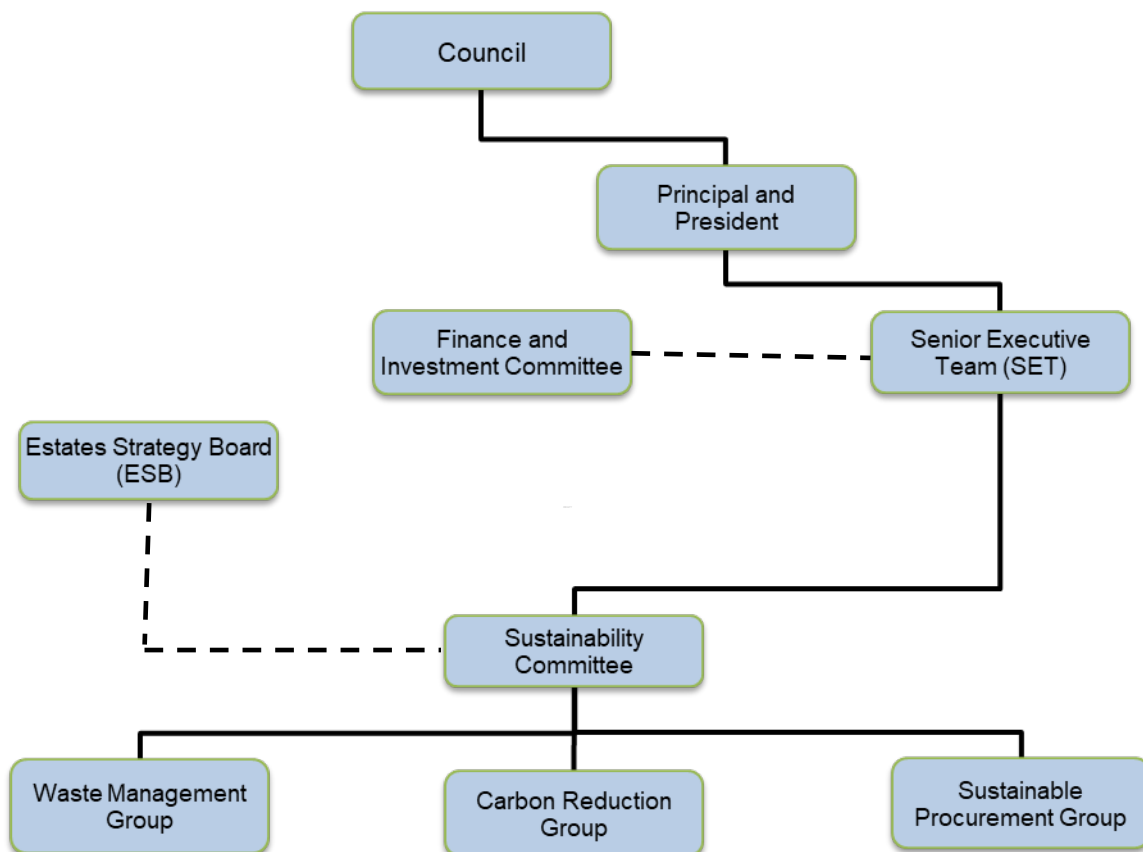 Council
Principal and
President
Finance and
Investment Committee
Senior Executive
Team (SET)
Estates Strategy Board
(ESB)
Sustainability
Committee
Waste Management
Group
Carbon Reduction
Group
Sustainable
Procurement Group